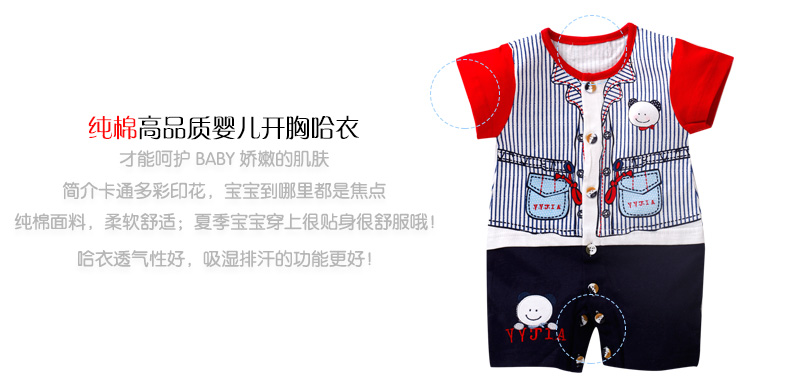 纯棉高品质婴儿开胸哈衣
才能呵护 BABY 娇嫩的肌肤
简介卡通多彩印花，宝宝到哪里都是焦点
纯棉面料，柔软舒适；夏季宝宝穿上很贴身很舒服哦！
哈衣透气性好，吸湿排汗的功能更好！
YYJIA
YYJIA
YYJIA